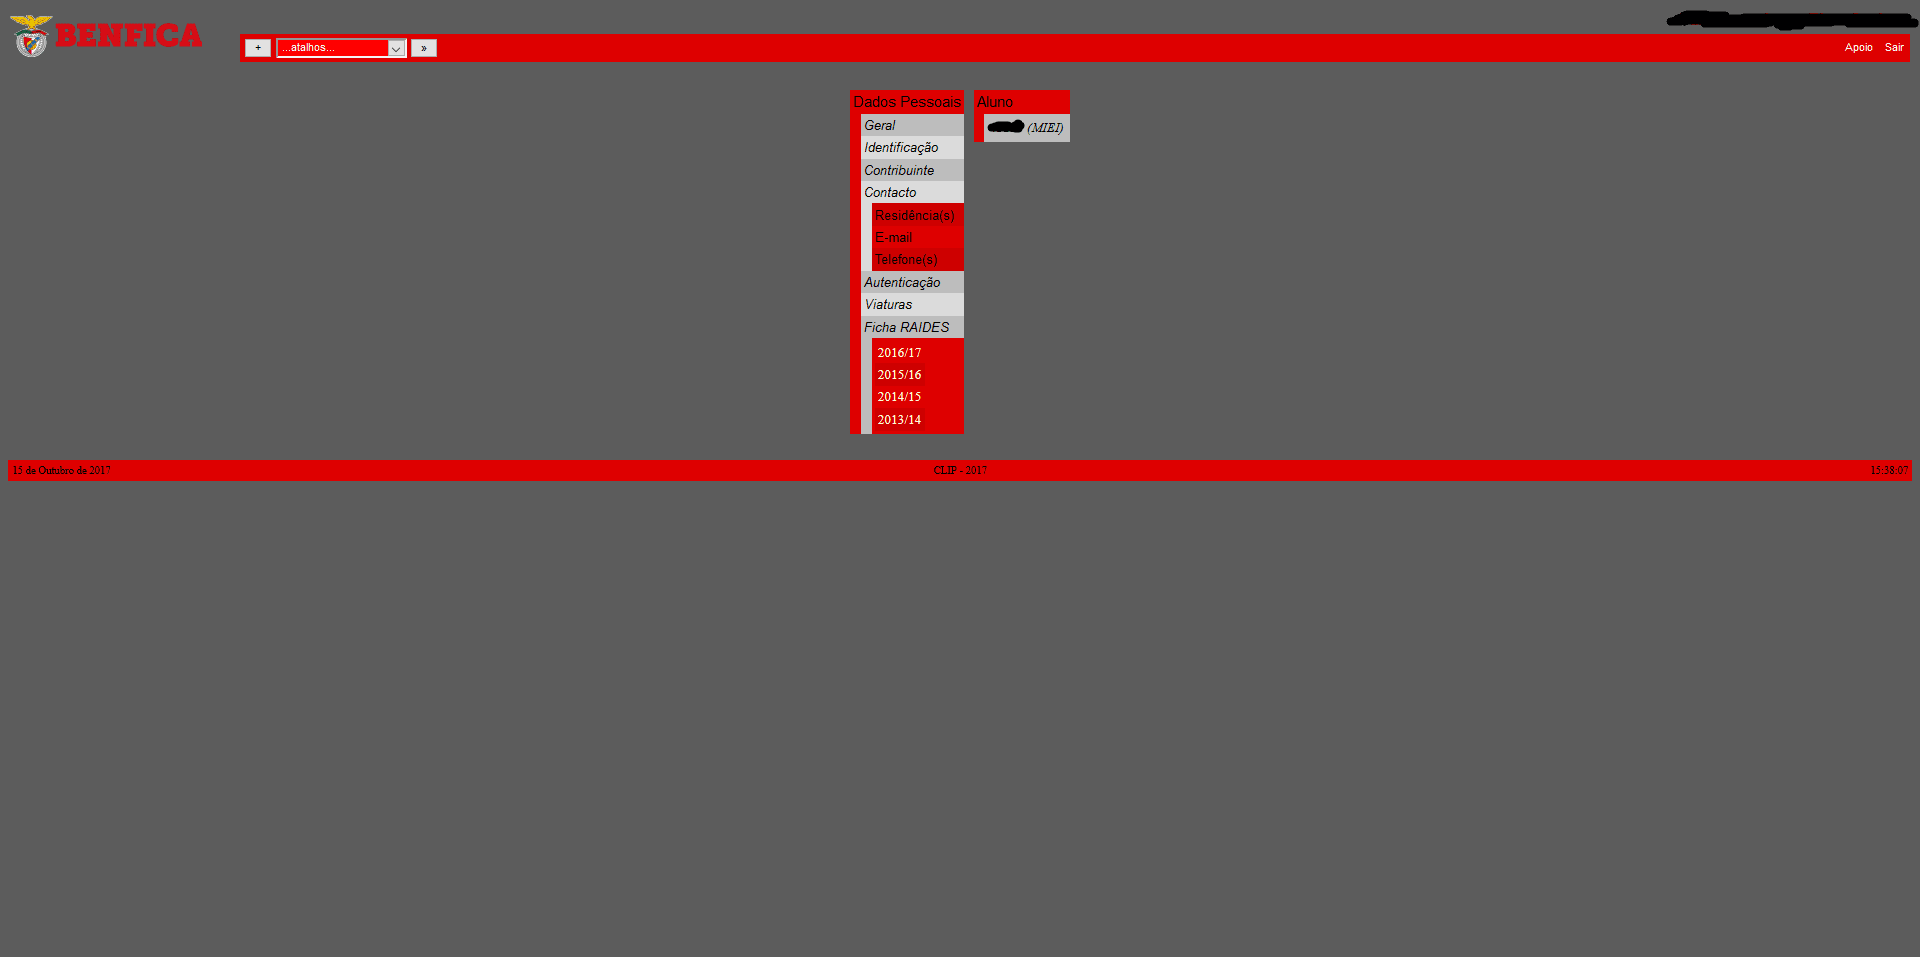 BENFICA
+ ...atalhos... »
Apoio Sair
Dados Pessoais
Geral
Identificação
Contribuinte
Contacto
Residência(s)
E-mail
Telefone(s)
Autenticação
Viaturas
Ficha RAIDES
2016/17
2015/16
2014/15
2013/14
Aluno
(MIEI)
15 de Outubro de 2017
CLIP - 2017
15:38:07